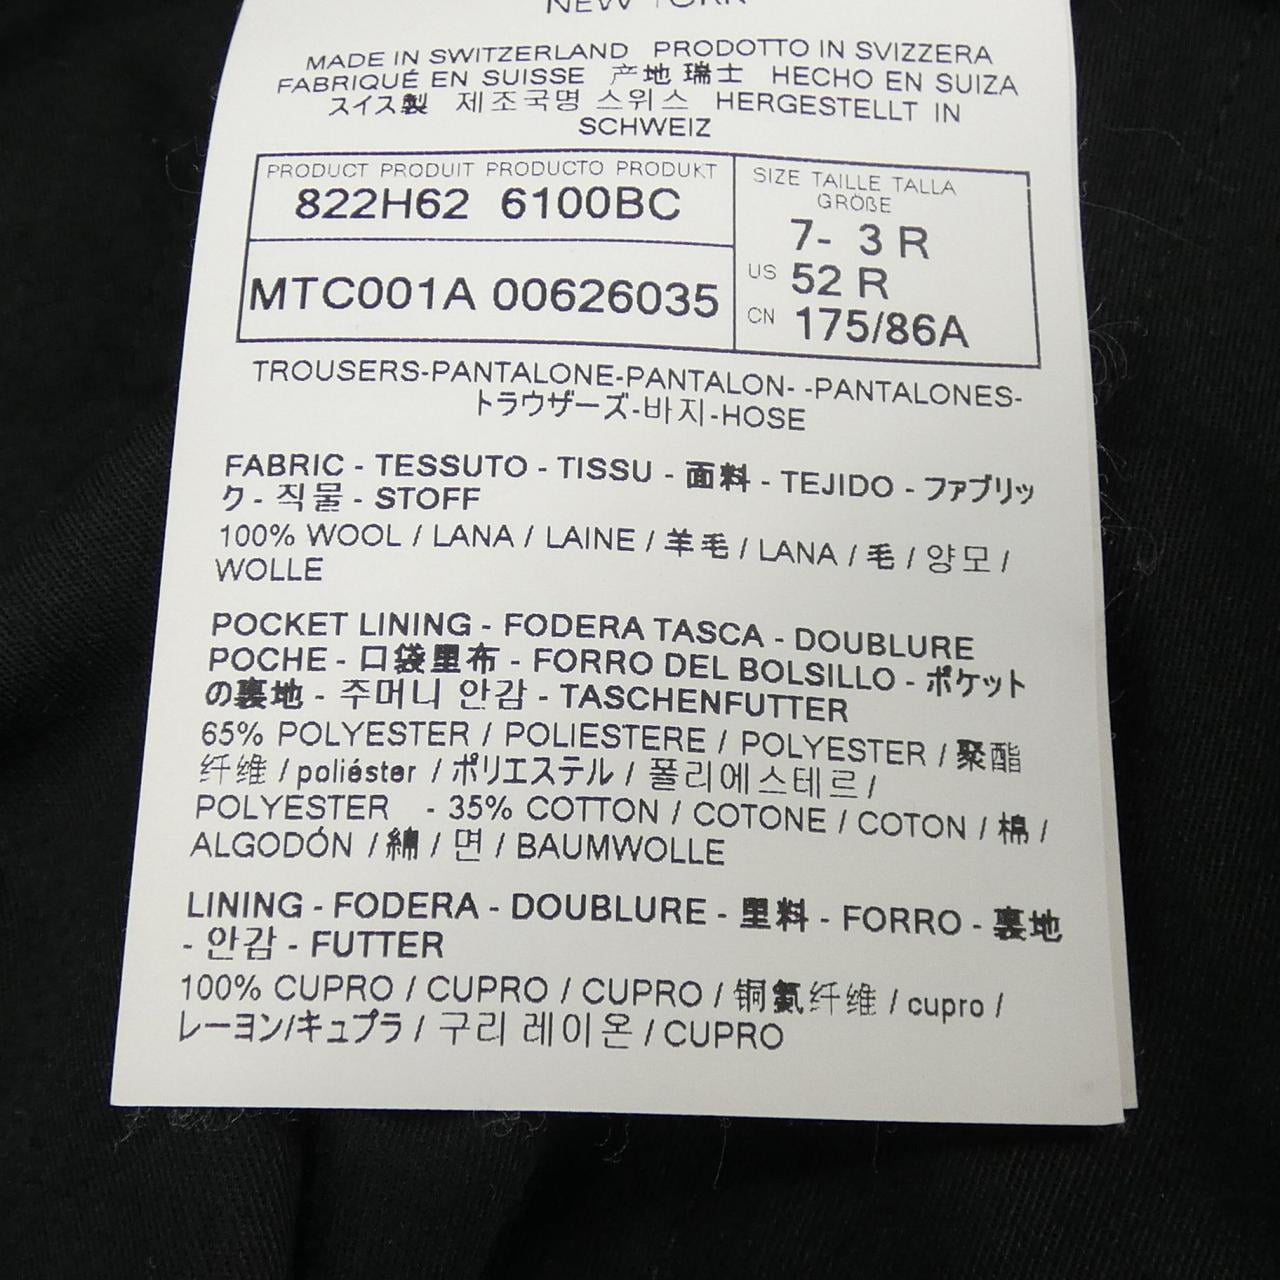 NEW YORK
MADE IN SWITZERLAND PRODOTTO IN SVIZZERA
FABRIQUÉ EN SUISSE 产地 瑞士 HECHO EN SUIZA
スイス製 제조국명 스위스 HERGESTELLT IN
SCHWEIZ
PRODUCT PRODUIT PRODUCTO PRODUKT
822H62 6100BC
MTC001A 00626035
SIZE TAILLE TALLA
GRÖßE
7- 3 R
US 52 R
CN 175/86A
TROUSERS-PANTALONE-PANTALON- -PANTALONES-
トラウザーズ-바지-HOSE
FABRIC - TESSUTO - TISSU - 面料 - TEJIDO - ファブリッ
ク - 직물 - STOFF
100% WOOL / LANA / LAINE / 羊毛 / LANA / 毛 / 양모 /
WOLLE
POCKET LINING - FODERA TASCA - DOUBLURE
POCHE - 口袋里布 - FORRO DEL BOLSILLO - ポケット
の裏地 - 주머니 안감 - TASCHENFUTTER
65% POLYESTER / POLIESTERE / POLYESTER / 聚酯
纤维 / poliéster / ポリエステル / 폴리에스테르 /
POLYESTER - 35% COTTON / COTONE / COTON / 棉 /
ALGODÓN / 綿 / 면 / BAUMWOLLE
LINING - FODERA - DOUBLURE - 里料 - FORRO - 裏地
- 안감 - FUTTER
100% CUPRO / CUPRO / CUPRO / 铜氨纤维 / cupro /
レーヨン/キュプラ / 구리 레이온 / CUPRO